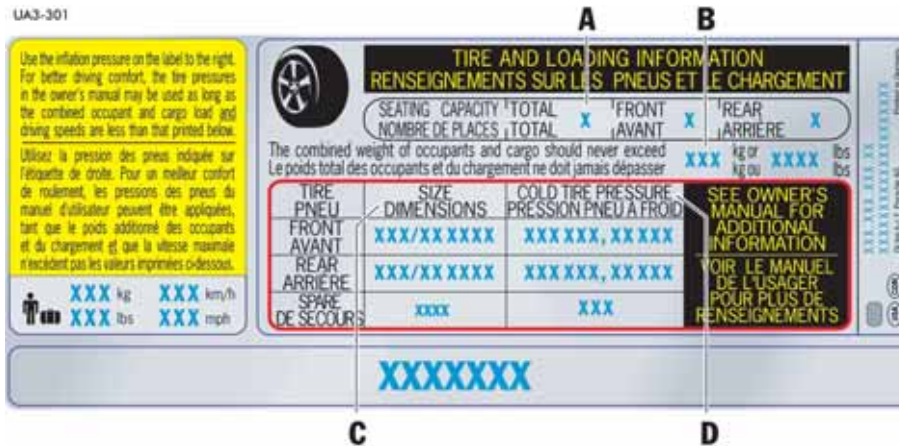 UA3-301
A
B
Use the inflation pressure on the label to the right.
For better driving comfort, the tire pressures
in the owner's manual may be used as long as
the combined occupant and cargo load and
driving speeds are less than that printed below.
Utilisez la pression des pneus indiquée sur
l'étiquette de droite. Pour un meilleur confort
de roulement, les pressions des pneus du
manuel d'utilisateur peuvent être appliquées,
tant que le poids additionné des occupants
et du chargement et que la vitesse maximale
n'excèdent pas les valeurs imprimées ci-dessous.
XXX kg XXX km/h
XXX lbs XXX mph
TIRE AND LOADING INFORMATION
RENSEIGNEMENTS SUR LES PNEUS ET LE CHARGEMENT
SEATING CAPACITY TOTAL X FRONT X REAR X
NOMBRE DE PLACES TOTAL AVANT ARRIÈRE
The combined weight of occupants and cargo should never exceed XXX kg or XXXX lbs
Le poids total des occupants et du chargement ne doit jamais dépasser kg ou lbs
TIRE SIZE COLD TIRE PRESSURE
PNEU DIMENSIONS PRESSION PNEU A FROID
FRONT
AVANT XXX/XX XXXX XXX XXX, XX XXX
REAR
ARRIÈRE XXX/XX XXXX XXX XXX, XX XXX
SPARE
DE SECOURS XXXX XXX
SEE OWNER'S
MANUAL FOR
ADDITIONAL
INFORMATION
VOIR LE MANUEL
DE L'USAGER
POUR PLUS DE
RENSEIGNEMENTS
USA CDN
XXXXXXX
C
D